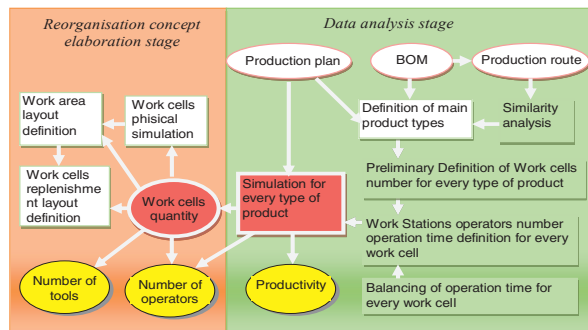 Reorganisation concept
elaboration stage
Data analysis stage
Production plan
BOM
Production route
Work area
layout
definition
Work cells
phisical
simulation
Definition of main
product types
Similarity
analysis
Work cells
replenishme
nt layout
definition
Work cells
quantity
Simulation for
every type of
product
Preliminary Definition of Work cells
number for every type of product
Work Stations operators number
operation time definition for every
work cell
Number of
tools
Number of
operators
Productivity
Balancing of operation time for
every work cell